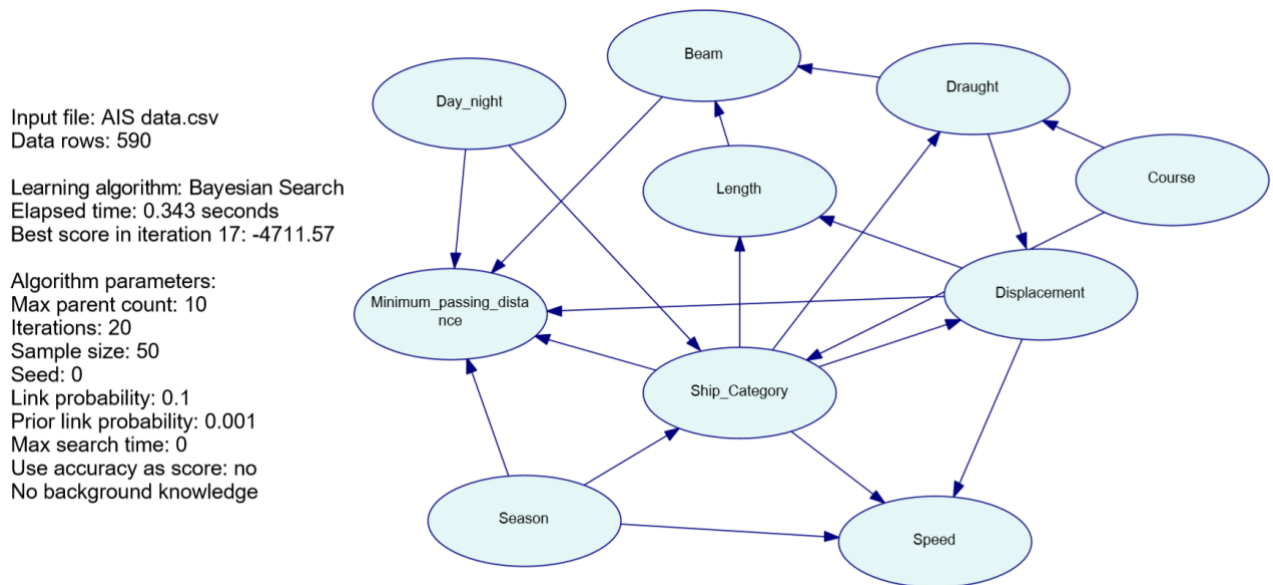 Input file: AIS data.csv
Data rows: 590
Learning algorithm: Bayesian Search
Elapsed time: 0.343 seconds
Best score in iteration 17: -4711.57
Algorithm parameters:
Max parent count: 10
Iterations: 20
Sample size: 50
Seed: 0
Link probability: 0.1
Prior link probability: 0.001
Max search time: 0
Use accuracy as score: no
No background knowledge
Beam
Day_night
Draught
Length
Course
Minimum_passing_dista
nce
Displacement
Ship_Category
Season
Speed